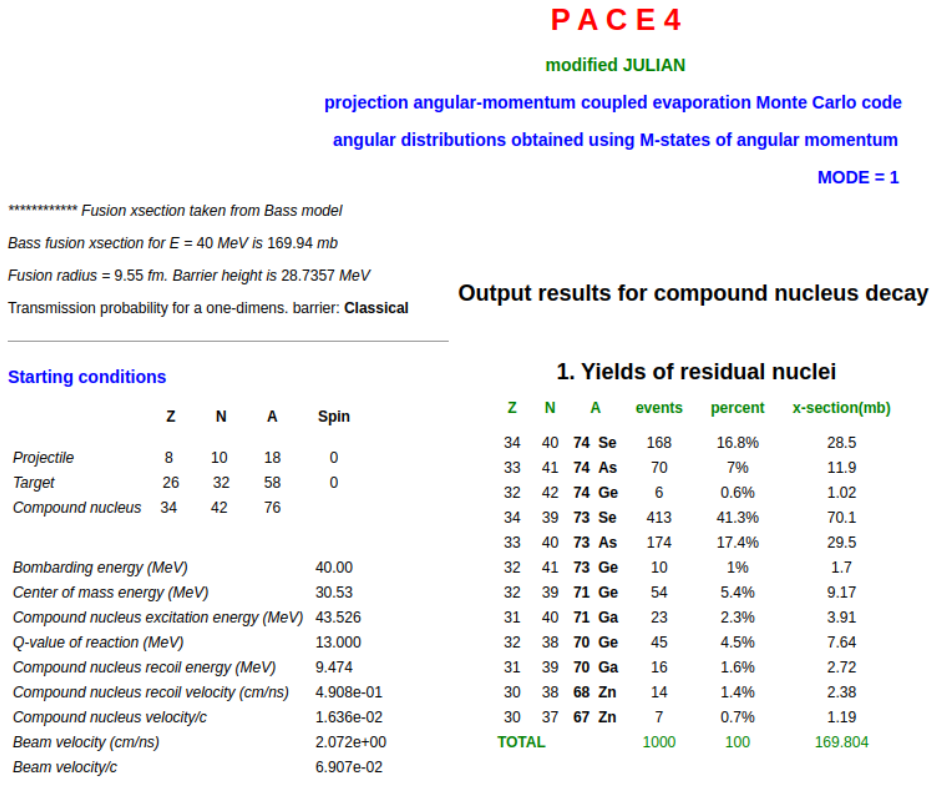 P A C E 4
modified JULIAN
projection angular-momentum coupled evaporation Monte Carlo code
angular distributions obtained using M-states of angular momentum
MODE = 1
************ Fusion xsection taken from Bass model
Bass fusion xsection for E = 40 MeV is 169.94 mb
Fusion radius = 9.55 fm. Barrier height is 28.7357 MeV
Transmission probability for a one-dimens. barrier: Classical
Starting conditions
Z N A Spin
Projectile 8 10 18 0
Target 26 32 58 0
Compound nucleus 34 42 76
Bombarding energy (MeV) 40.00
Center of mass energy (MeV) 30.53
Compound nucleus excitation energy (MeV) 43.526
Q-value of reaction (MeV) 13.000
Compound nucleus recoil energy (MeV) 9.474
Compound nucleus recoil velocity (cm/ns) 4.908e-01
Compound nucleus velocity/c 1.636e-02
Beam velocity (cm/ns) 2.072e+00
Beam velocity/c 6.907e-02
Output results for compound nucleus decay
1. Yields of residual nuclei
Z N A events percent x-section(mb)
34 40 74 Se 168 16.8% 28.5
33 41 74 As 70 7% 11.9
32 42 74 Ge 6 0.6% 1.02
34 39 73 Se 413 41.3% 70.1
33 40 73 As 174 17.4% 29.5
32 41 73 Ge 10 1% 1.7
32 39 71 Ge 54 5.4% 9.17
31 40 71 Ga 23 2.3% 3.91
32 38 70 Ge 45 4.5% 7.64
31 39 70 Ga 16 1.6% 2.72
30 38 68 Zn 14 1.4% 2.38
30 37 67 Zn 7 0.7% 1.19
TOTAL 1000 100 169.804